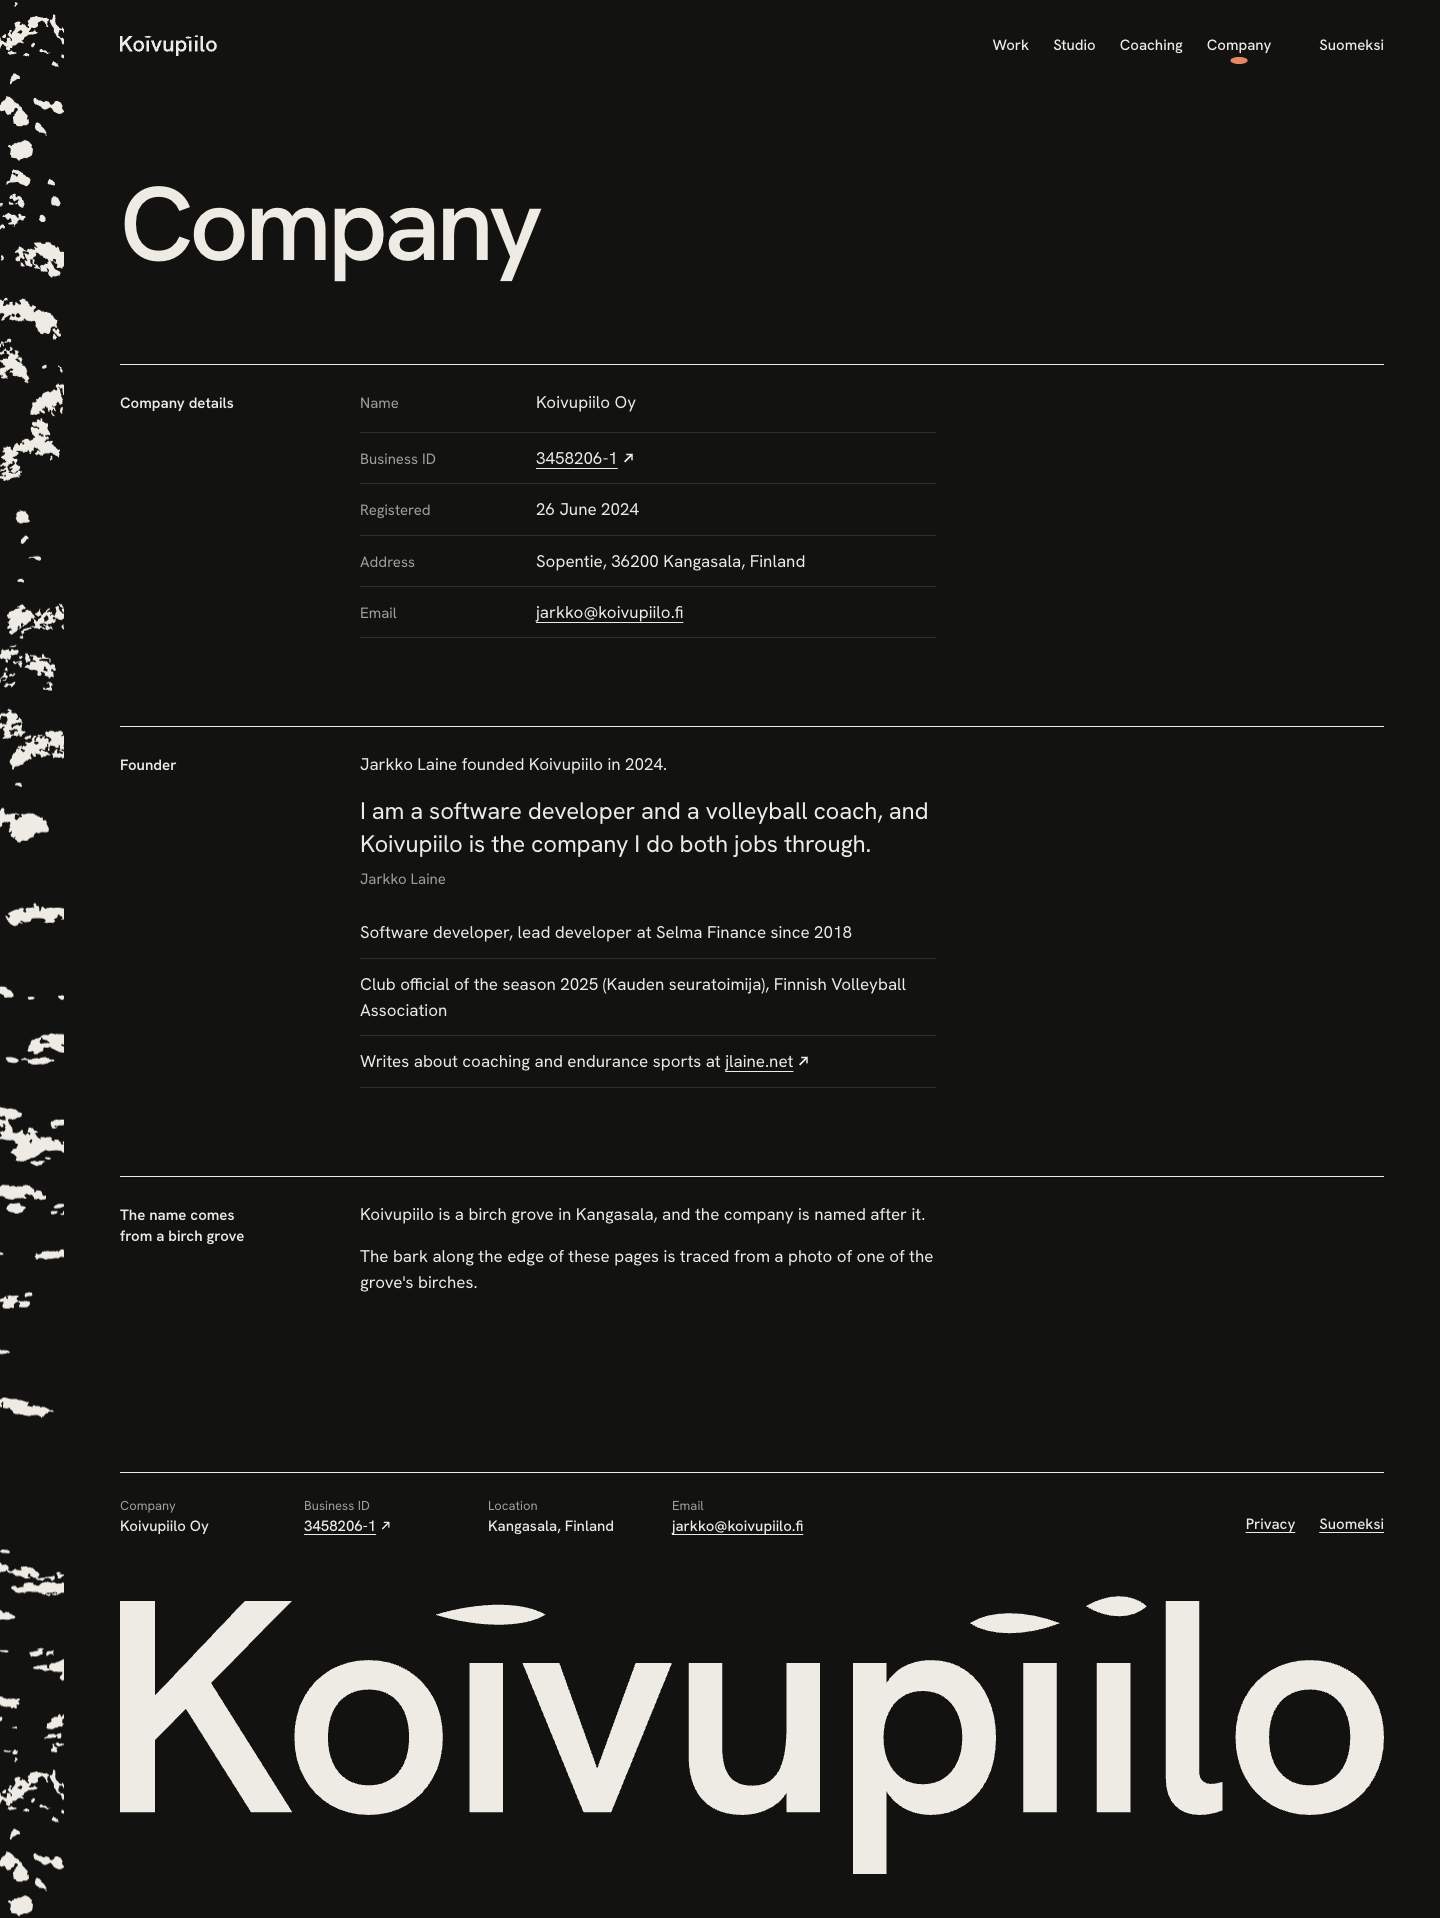 Koivupiilo
Work Studio Coaching Company Suomeksi
Company
Company details
Name Koivupiilo Oy
Business ID 3458206-1 ↗
Registered 26 June 2024
Address Sopentie, 36200 Kangasala, Finland
Email jarkko@koivupiilo.fi
Founder
Jarkko Laine founded Koivupiilo in 2024.
I am a software developer and a volleyball coach, and
Koivupiilo is the company I do both jobs through.
Jarkko Laine
Software developer, lead developer at Selma Finance since 2018
Club official of the season 2025 (Kauden seuratoimija), Finnish Volleyball
Association
Writes about coaching and endurance sports at jlaine.net ↗
The name comes
from a birch grove
Koivupiilo is a birch grove in Kangasala, and the company is named after it.
The bark along the edge of these pages is traced from a photo of one of the
grove's birches.
Company Business ID Location Email
Koivupiilo Oy 3458206-1 ↗ Kangasala, Finland jarkko@koivupiilo.fi Privacy Suomeksi
Koivupiilo